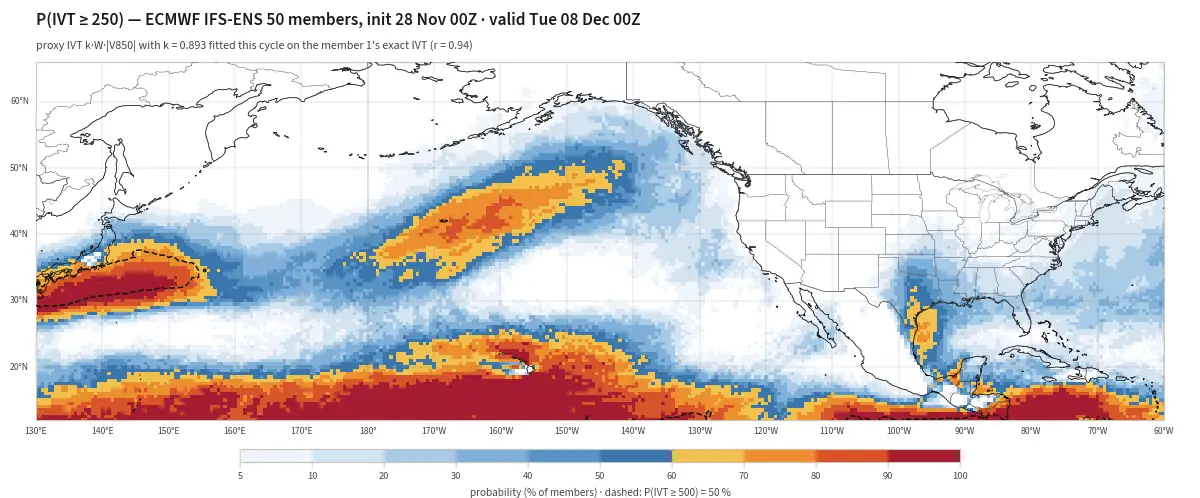 P(IVT ≥ 250) — ECMWF IFS-ENS 50 members, init 28 Nov 00Z · valid Tue 08 Dec 00Z
proxy IVT k·W·|V850| with k = 0.893 fitted this cycle on the member 1's exact IVT (r = 0.94)
60°N
50°N
40°N
30°N
20°N
130°E
140°E
150°E
160°E
170°E
180°
170°W
160°W
150°W
140°W
130°W
120°W
110°W
100°W
90°W
80°W
70°W
60°W
5
10
20
30
40
50
60
70
80
90
100
probability (% of members) · dashed: P(IVT ≥ 500) = 50 %